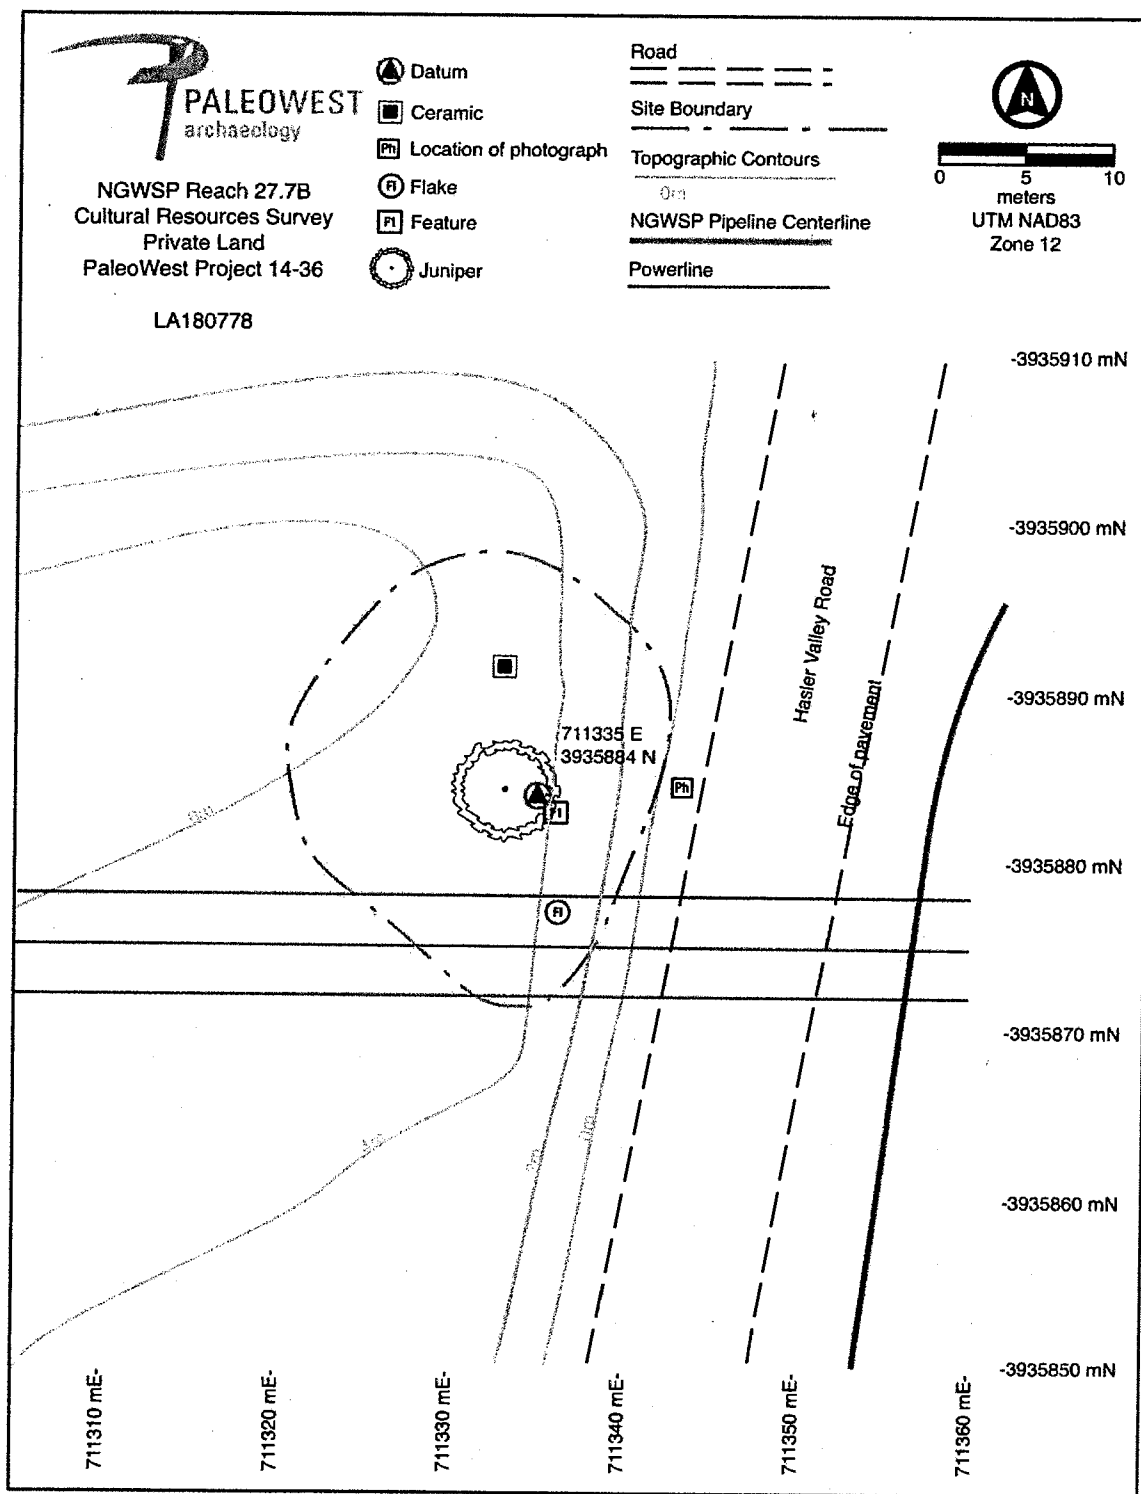 PALEOWEST
archaeology
NGWSP Reach 27.7B
Cultural Resources Survey
Private Land
PaleoWest Project 14-36
LA180778
Datum
Ceramic
Ph Location of photograph
Fl Flake
F1 Feature
Juniper
Road
Site Boundary
Topographic Contours
0m
NGWSP Pipeline Centerline
Powerline
N
0 5 10
meters
UTM NAD83
Zone 12
-3935910 mN
-3935900 mN
-3935890 mN
-3935880 mN
-3935870 mN
-3935860 mN
-3935850 mN
Hasler Valley Road
Edge of pavement
711335 E
3935884 N
Ph
F1
Fl
711310 mE-
711320 mE-
711330 mE-
711340 mE-
711350 mE-
711360 mE-